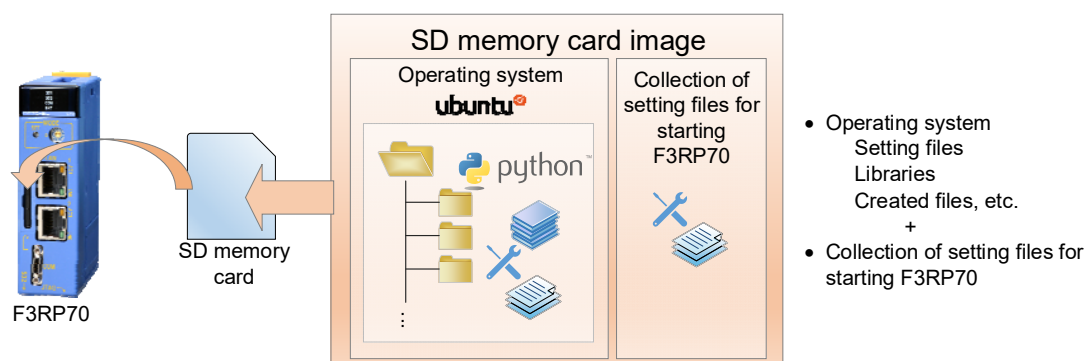 SD memory card image
Operating system
ubuntu
python™
⋮
Collection of
setting files for
starting
F3RP70
SD memory
card
F3RP70
• Operating system
Setting files
Libraries
Created files, etc.
+
• Collection of setting files for
starting F3RP70